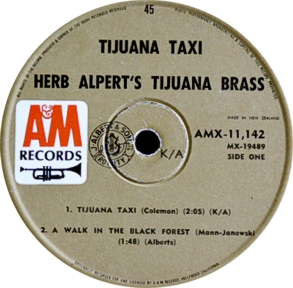 45
TIJUANA TAXI
HERB ALPERT'S TIJUANA BRASS
MADE IN NEW ZEALAND
A&M
RECORDS
K/A
AMX-11,142
MX-19489
SIDE ONE
1. TIJUANA TAXI (Coleman) (2:05) (K/A)
2. A WALK IN THE BLACK FOREST (Mann-Janowski)
(1:48) (Alberts)